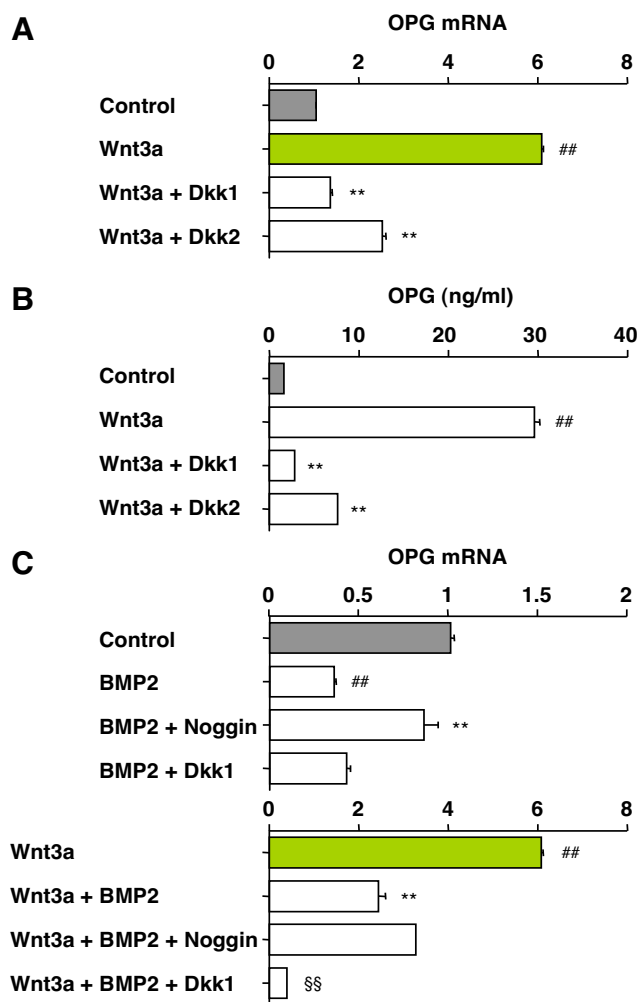 A
OPG mRNA
0 2 4 6 8
Control
Wnt3a ##
Wnt3a + Dkk1 **
Wnt3a + Dkk2 **
B
OPG (ng/ml)
0 10 20 30 40
Control
Wnt3a ##
Wnt3a + Dkk1 **
Wnt3a + Dkk2 **
C
OPG mRNA
0 0.5 1 1.5 2
Control
BMP2 ##
BMP2 + Noggin **
BMP2 + Dkk1
0 2 4 6 8
Wnt3a ##
Wnt3a + BMP2 **
Wnt3a + BMP2 + Noggin
Wnt3a + BMP2 + Dkk1 §§